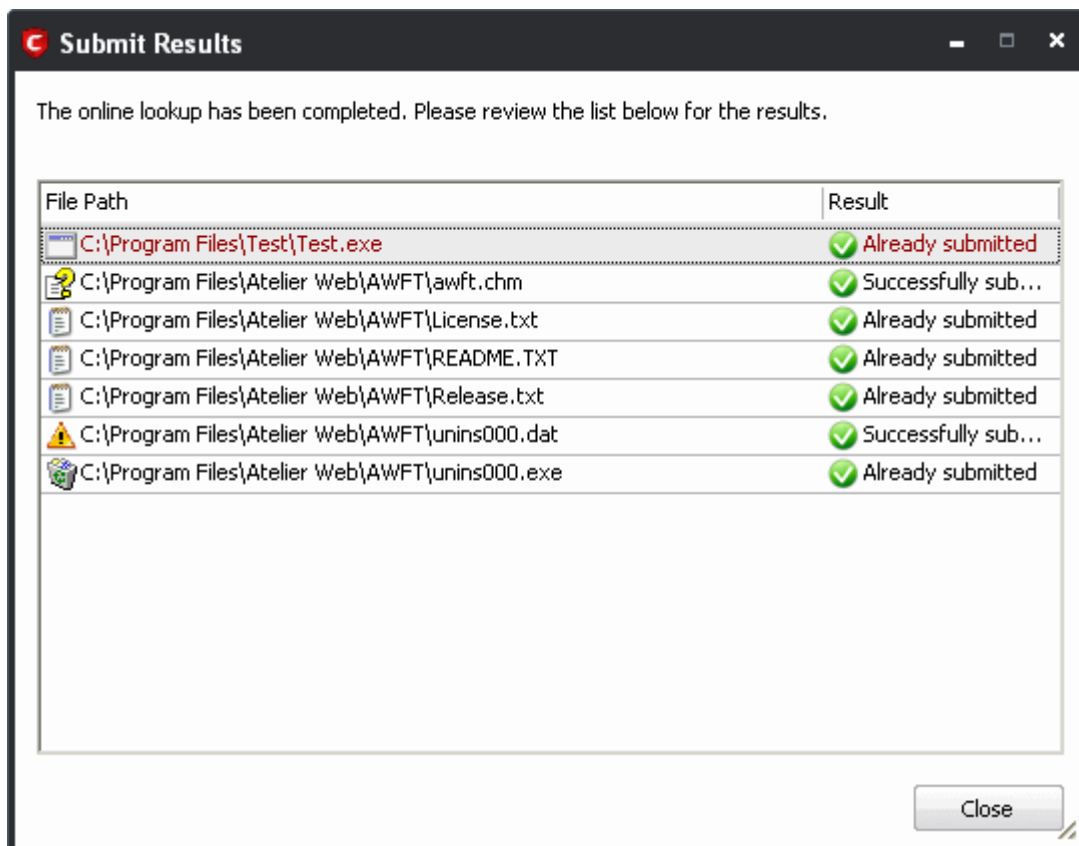 Submit Results
The online lookup has been completed. Please review the list below for the results.
File Path Result
C:\Program Files\Test\Test.exe Already submitted
C:\Program Files\Atelier Web\AWFT\awft.chm Successfully sub...
C:\Program Files\Atelier Web\AWFT\License.txt Already submitted
C:\Program Files\Atelier Web\AWFT\README.TXT Already submitted
C:\Program Files\Atelier Web\AWFT\Release.txt Already submitted
C:\Program Files\Atelier Web\AWFT\unins000.dat Successfully sub...
C:\Program Files\Atelier Web\AWFT\unins000.exe Already submitted
Close